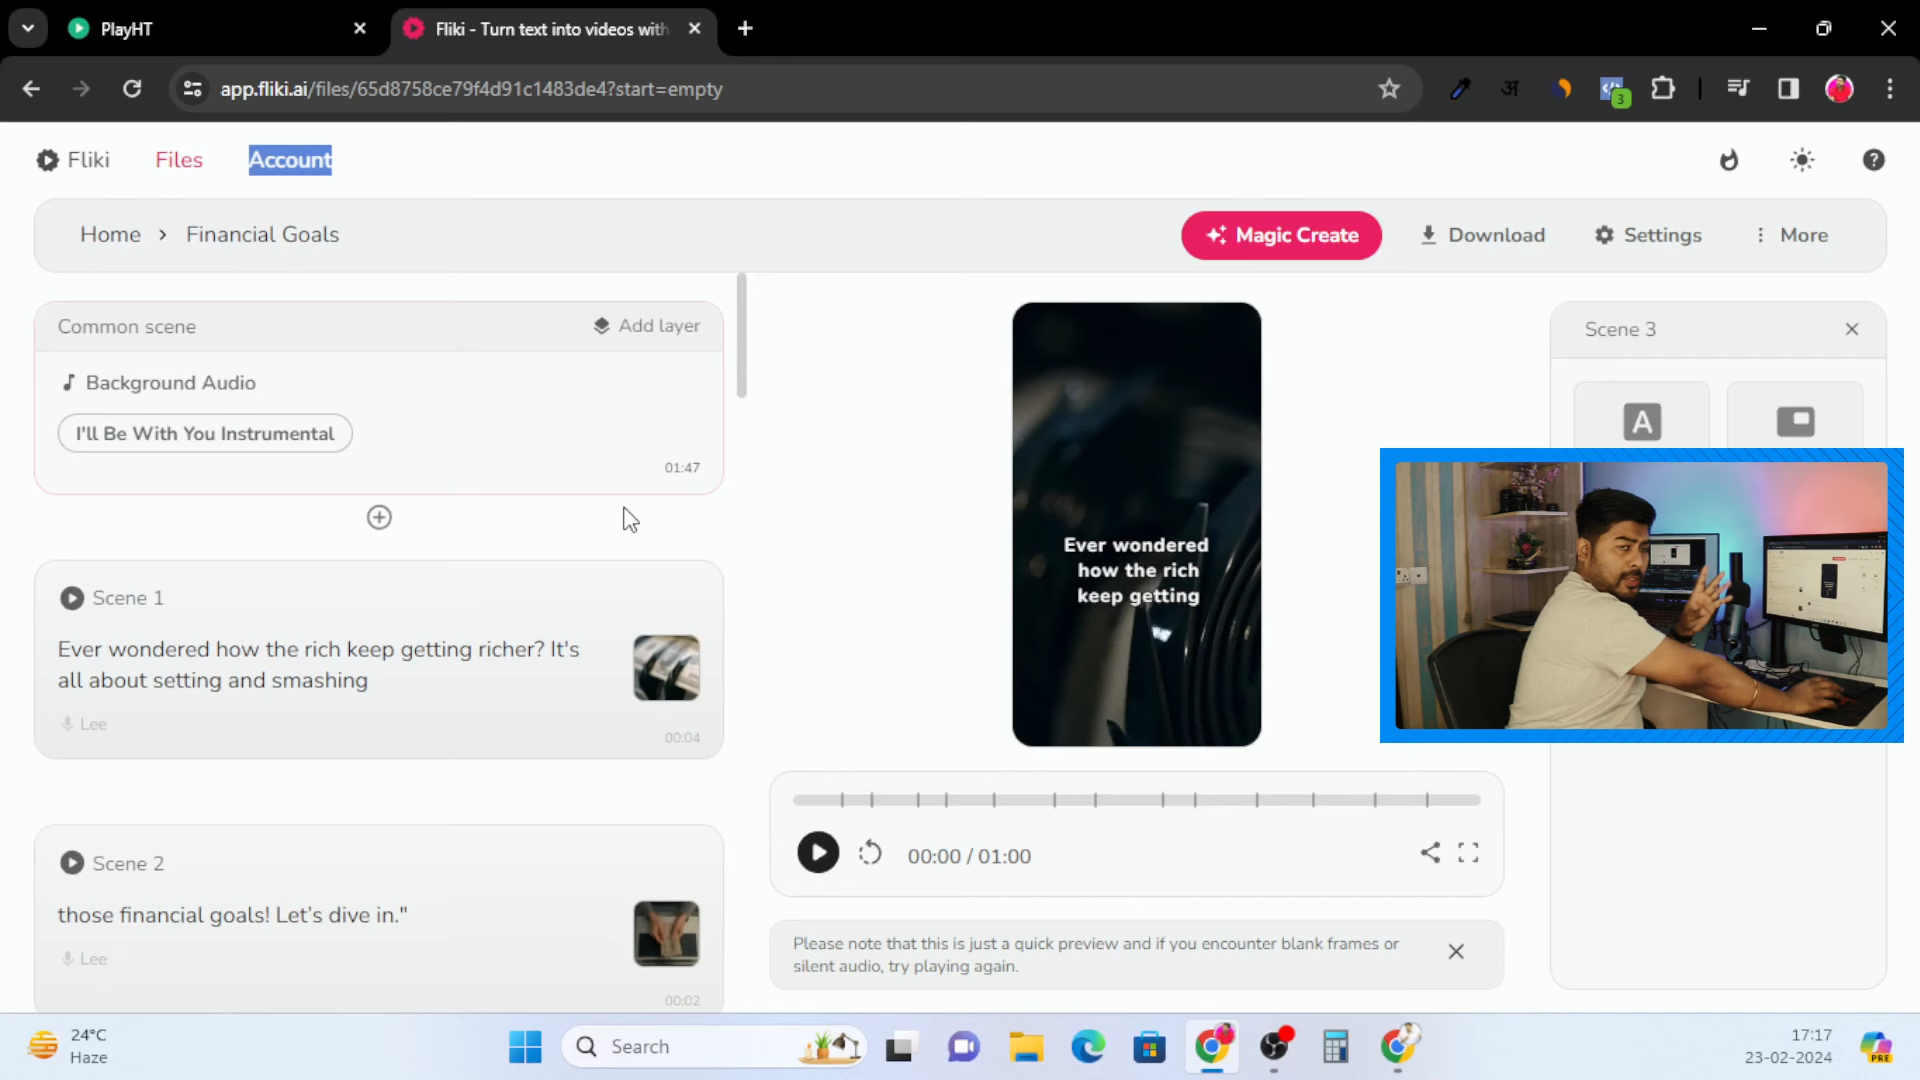 PlayHT
Fliki - Turn text into videos with
app.fliki.ai/files/65d8758ce79f4d91c1483de4?start=empty
अ
3
Fliki
Files
Account
Home
Financial Goals
Magic Create
Download
Settings
More
Common scene
Add layer
Background Audio
I'll Be With You Instrumental
01:47
Scene 1
Ever wondered how the rich keep getting richer? It's
all about setting and smashing
Lee
00:04
Scene 2
those financial goals! Let's dive in."
Lee
00:02
Ever wondered
how the rich
keep getting
00:00 / 01:00
Please note that this is just a quick preview and if you encounter blank frames or
silent audio, try playing again.
Scene 3
A
24°C
Haze
Search
17:17
23-02-2024
PRE